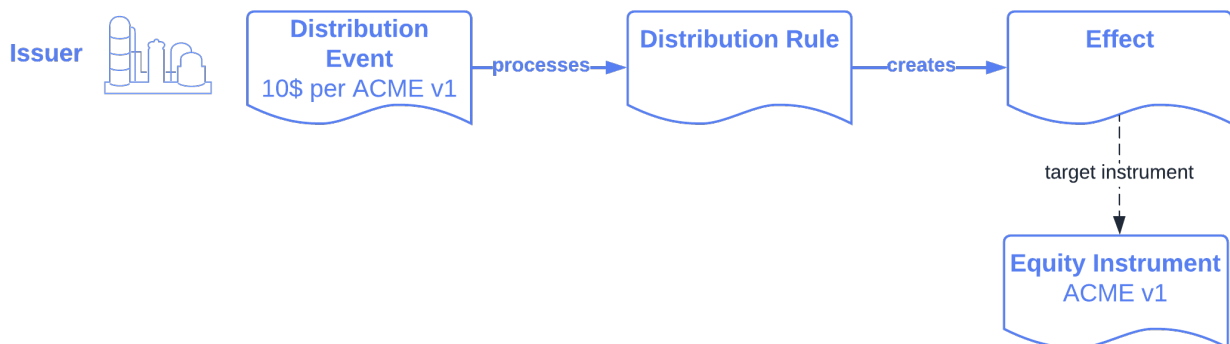 Issuer
Distribution
Event
10$ per ACME v1
processes
Distribution Rule
creates
Effect
target instrument
Equity Instrument
ACME v1